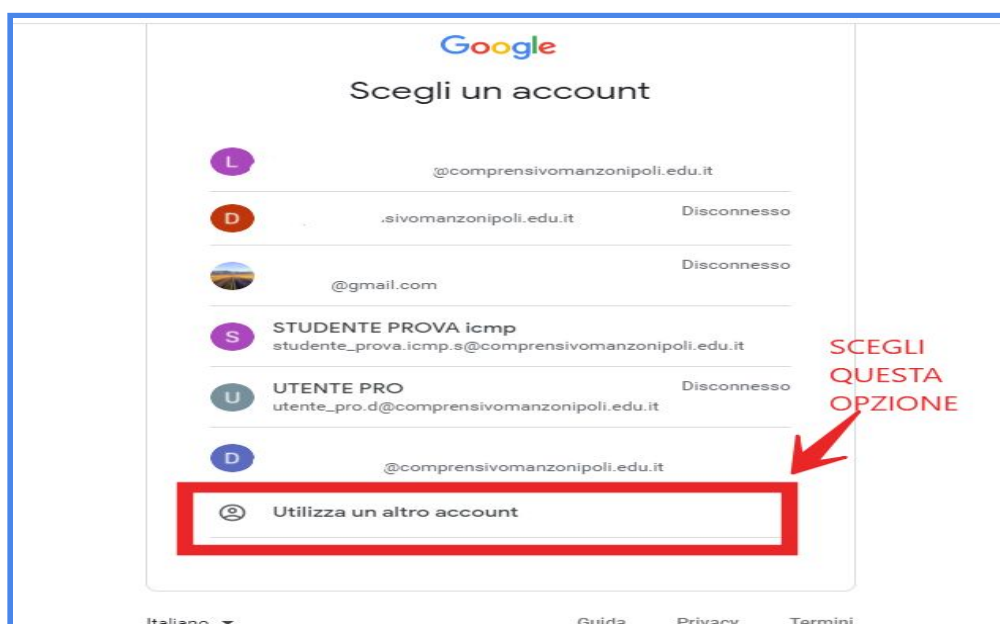 Google
Scegli un account
L
@comprensivomanzonipoli.edu.it
D
.sivomanzonipoli.edu.it
Disconnesso
Disconnesso
@gmail.com
S
STUDENTE PROVA icmp
studente_prova.icmp.s@comprensivomanzonipoli.edu.it
U
UTENTE PRO
Disconnesso
utente_pro.d@comprensivomanzonipoli.edu.it
D
@comprensivomanzonipoli.edu.it
Utilizza un altro account
SCEGLI
QUESTA
OPZIONE
Italiano
Guida
Privacy
Termini